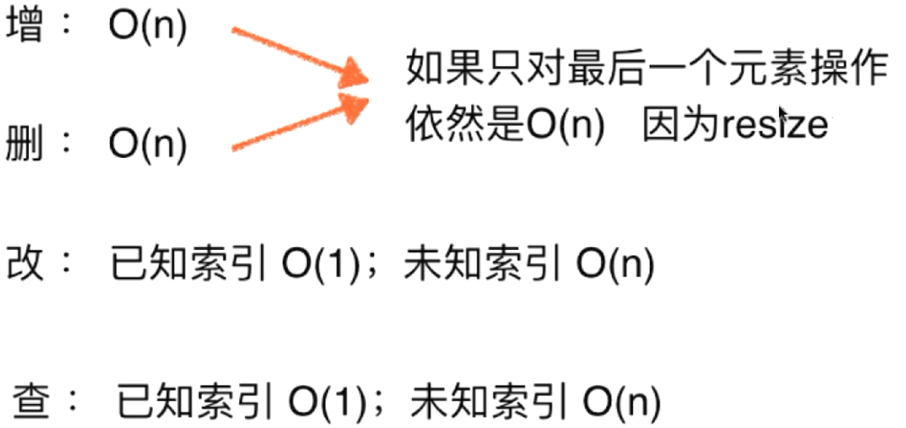 增： O(n)
如果只对最后一个元素操作
依然是O(n) 因为resize
删： O(n)
改： 已知索引 O(1)；未知索引 O(n)
查： 已知索引 O(1)；未知索引 O(n)